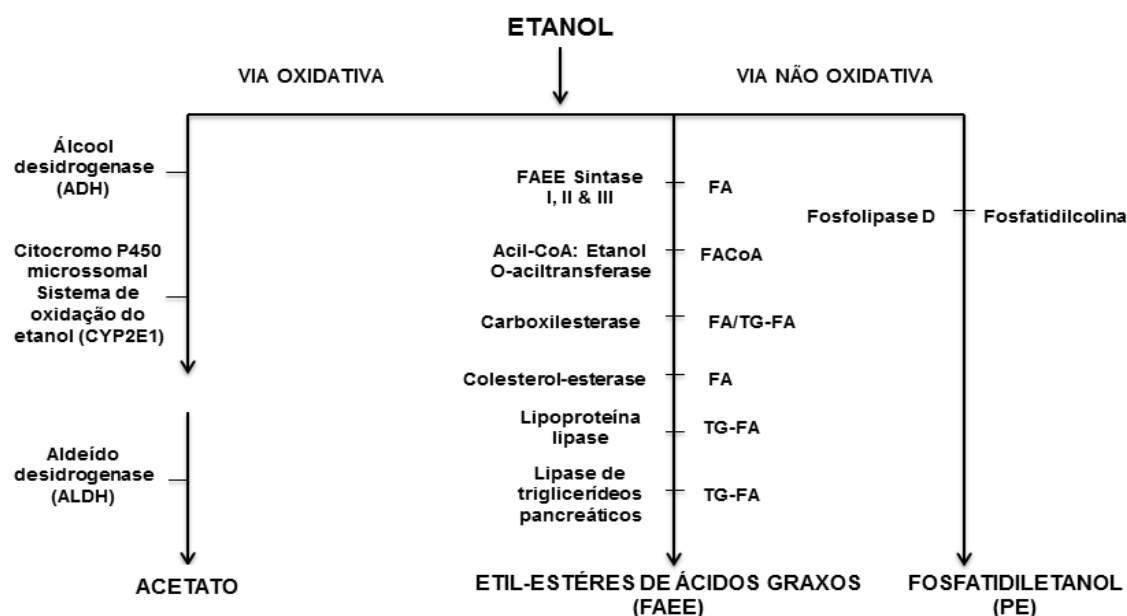 ETANOL
VIA OXIDATIVA
VIA NÃO OXIDATIVA
Álcool
desidrogenase
(ADH)
Citocromo P450
microssomal
Sistema de
oxidação do
etanol (CYP2E1)
Aldeído
desidrogenase
(ALDH)
ACETATO
FAEE Sintase
I, II & III
FA
Acil-CoA: Etanol
O-aciltransferase
FACoA
Carboxilesterase
FA/TG-FA
Colesterol-esterase
FA
Lipoproteína
lipase
TG-FA
Lipase de
triglicerídeos
pancreáticos
TG-FA
ETIL-ESTÉRES DE ÁCIDOS GRAXOS
(FAEE)
Fosfolipase D
Fosfatidilcolina
FOSFATIDILETANOL
(PE)